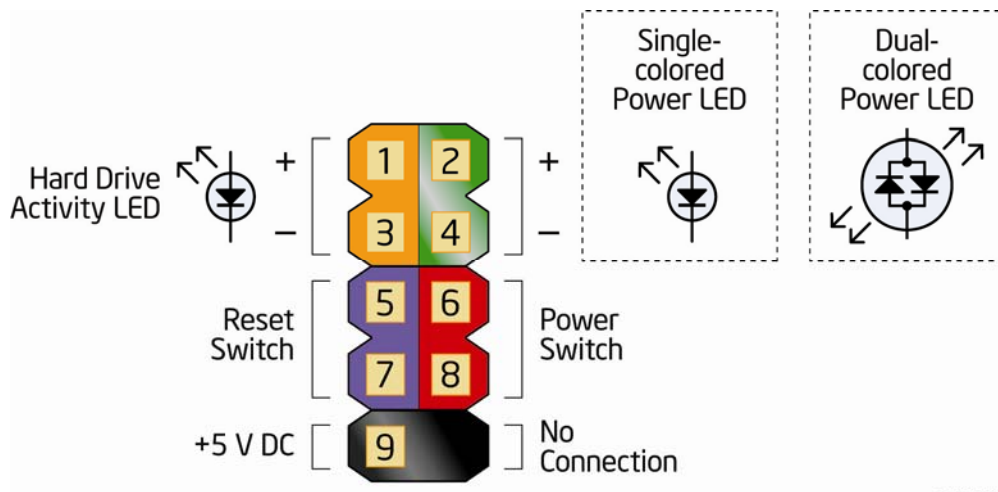 Single-
colored
Power LED
Dual-
colored
Power LED
Hard Drive
Activity LED
+
1
2
+
–
3
4
–
Reset
Switch
5
6
Power
Switch
7
8
+5 V DC
9
No
Connection